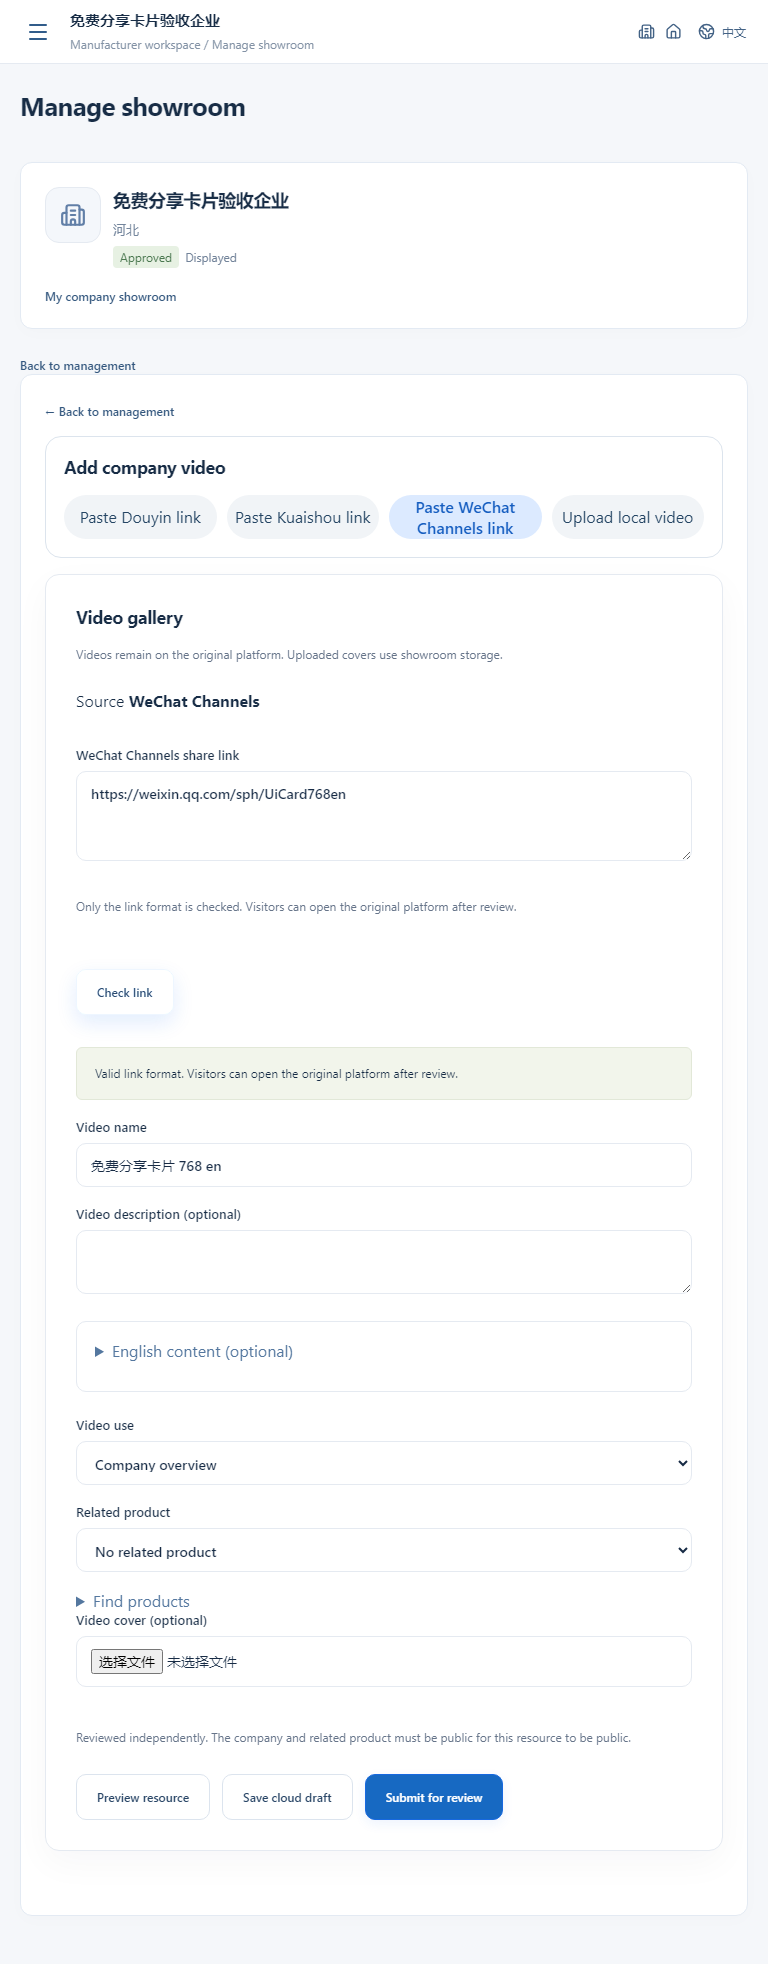 免费分享卡片验收企业
Manufacturer workspace / Manage showroom
中文
Manage showroom
免费分享卡片验收企业
河北
Approved Displayed
My company showroom
Back to management
← Back to management
Add company video
Paste Douyin link
Paste Kuaishou link
Paste WeChat
Channels link
Upload local video
Video gallery
Videos remain on the original platform. Uploaded covers use showroom storage.
Source WeChat Channels
WeChat Channels share link
https://weixin.qq.com/sph/UiCard768en
Only the link format is checked. Visitors can open the original platform after review.
Check link
Valid link format. Visitors can open the original platform after review.
Video name
免费分享卡片 768 en
Video description (optional)
English content (optional)
Video use
Company overview
Related product
No related product
Find products
Video cover (optional)
选择文件 未选择文件
Reviewed independently. The company and related product must be public for this resource to be public.
Preview resource Save cloud draft Submit for review